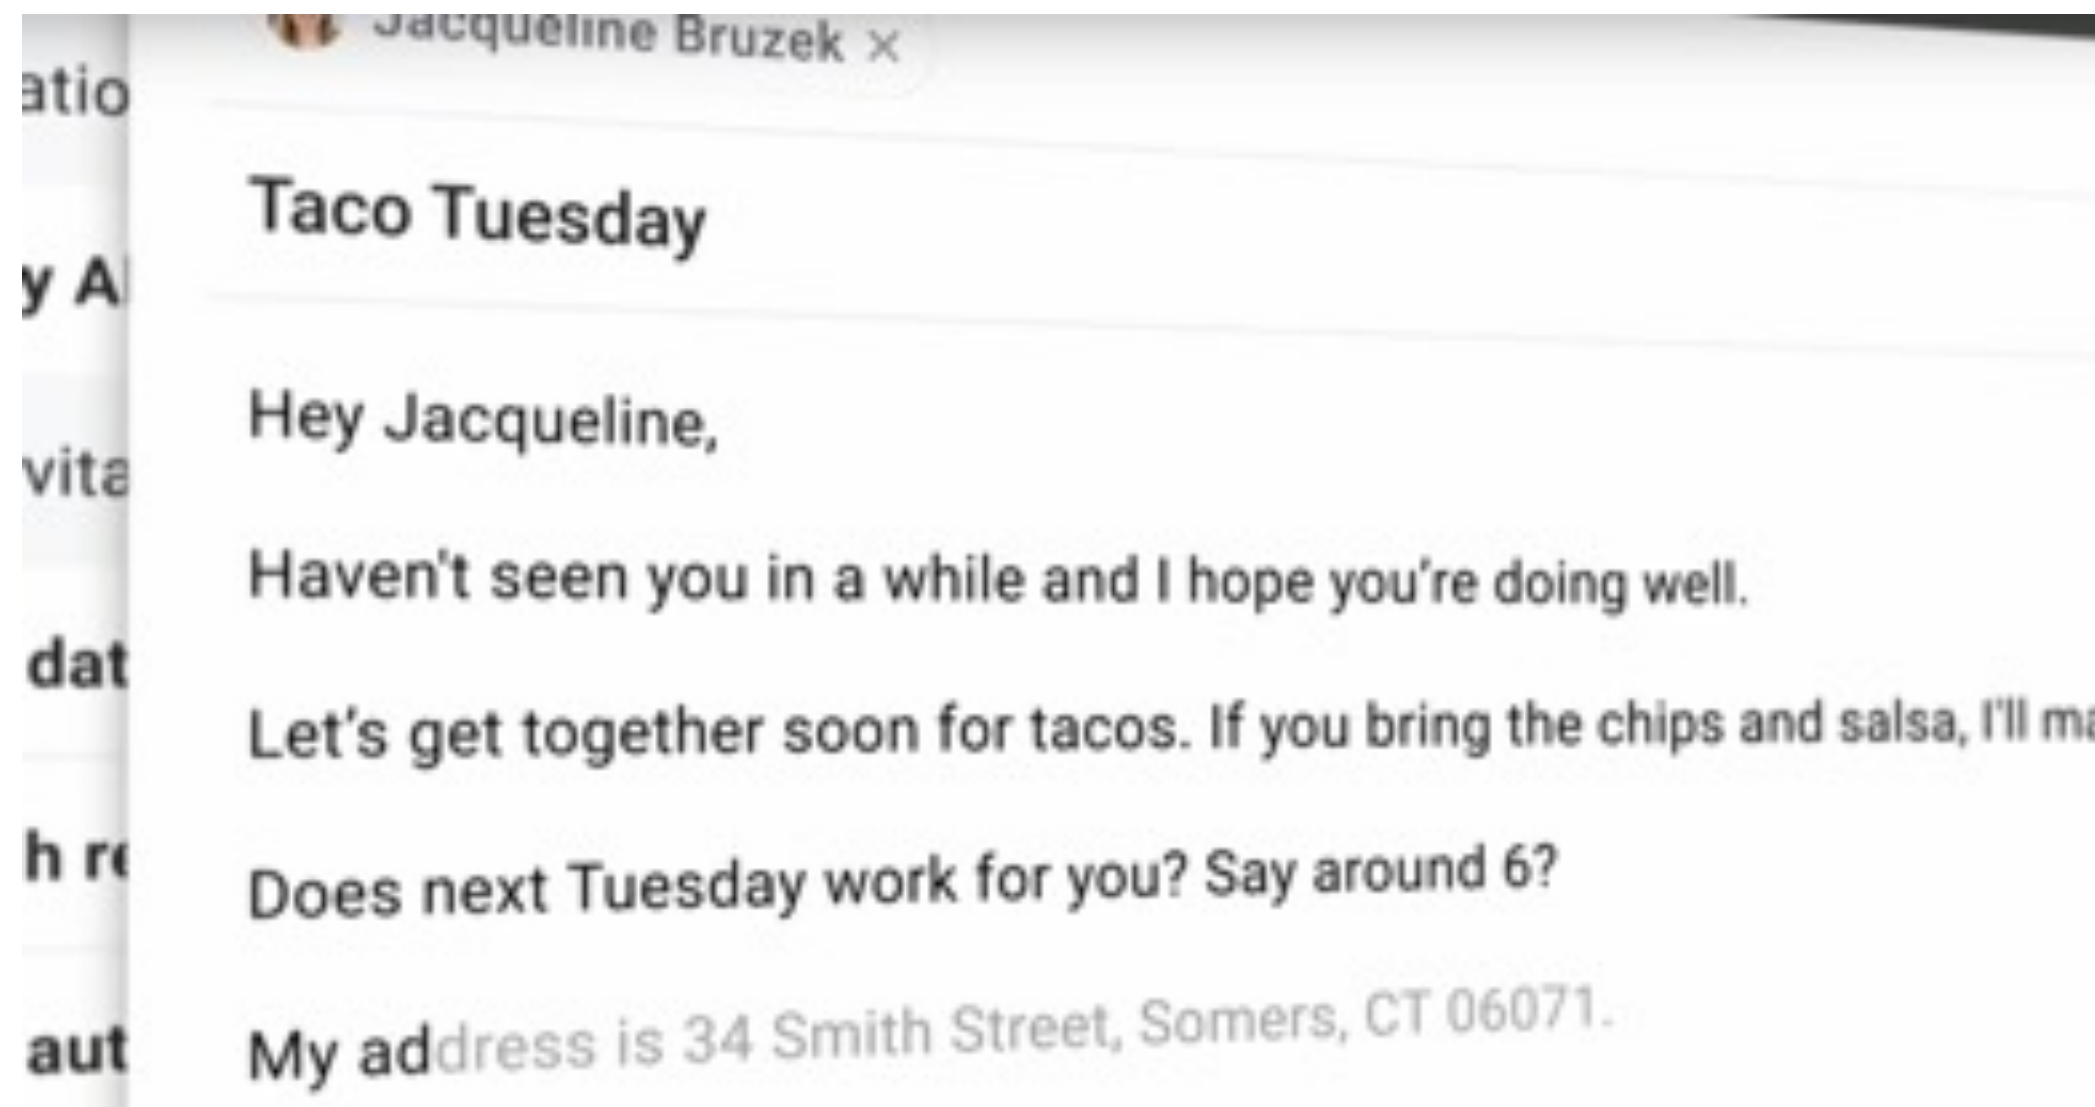 Jacqueline Bruzek ×
Taco Tuesday
Hey Jacqueline,
Haven't seen you in a while and I hope you're doing well.
Let's get together soon for tacos. If you bring the chips and salsa, I'll ma
Does next Tuesday work for you? Say around 6?
My address is 34 Smith Street, Somers, CT 06071.
atio
y A
vita
dat
h re
aut